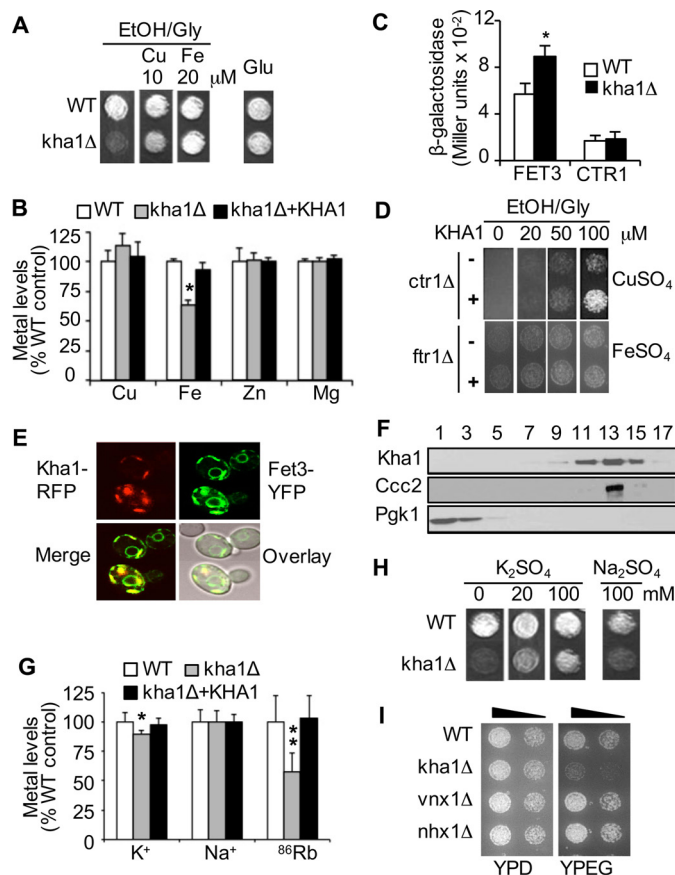 A
EtOH/Gly
Cu Fe
10 20 μM Glu
WT
kha1Δ
B
WT kha1Δ kha1Δ+KHA1
Metal levels
(% WT control)
125
100
75
50
25
0
*
Cu Fe Zn Mg
C
β-galactosidase
(Miller units x 10-2)
12
8
4
0
*
WT
kha1Δ
FET3 CTR1
D
EtOH/Gly
KHA1 0 20 50 100 μM
ctr1Δ
-
+
CuSO4
ftr1Δ
-
+
FeSO4
E
Kha1-
RFP
Fet3-
YFP
Merge
Overlay
F
1 3 5 7 9 11 13 15 17
Kha1
Ccc2
Pgk1
G
WT kha1Δ
kha1Δ+KHA1
Metal levels
(% WT control)
100
75
50
25
0
*
**
K+ Na+ 86Rb
H
K2SO4 Na2SO4
0 20 100 100 mM
WT
kha1Δ
I
WT
kha1Δ
vnx1Δ
nhx1Δ
YPD YPEG